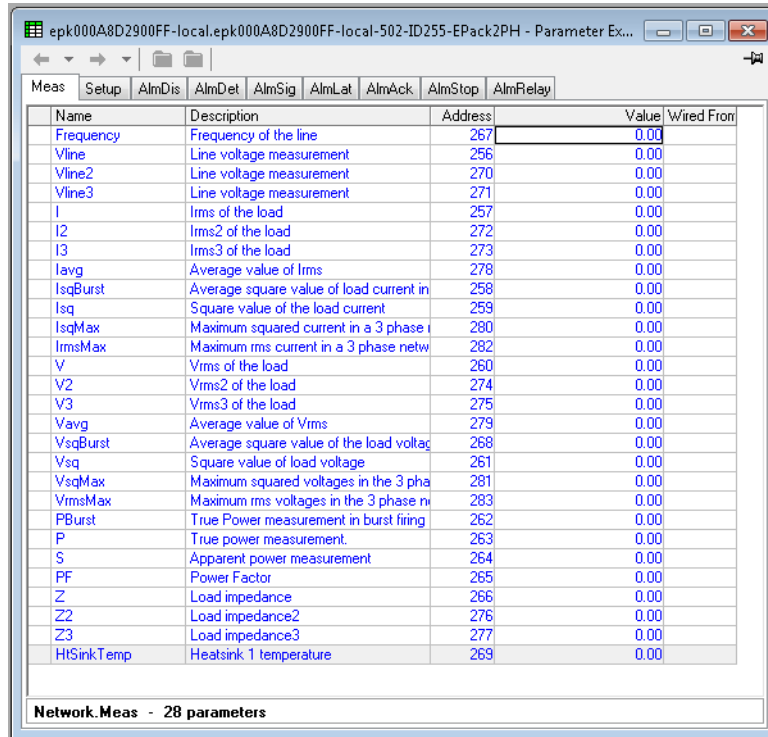 epk000A8D2900FF-local.epk000A8D2900FF-local-502-ID255-EPack2PH - Parameter Ex...
Meas Setup AlmDis AlmDet AlmSig AlmLat AlmAck AlmStop AlmRelay
Name Description Address Value Wired From
Frequency Frequency of the line 267 0.00
Vline Line voltage measurement 256 0.00
Vline2 Line voltage measurement 270 0.00
Vline3 Line voltage measurement 271 0.00
I Irms of the load 257 0.00
I2 Irms2 of the load 272 0.00
I3 Irms3 of the load 273 0.00
Iavg Average value of Irms 278 0.00
IsqBurst Average square value of load current in 258 0.00
Isq Square value of the load current 259 0.00
IsqMax Maximum squared current in a 3 phase 280 0.00
IrmsMax Maximum rms current in a 3 phase netw 282 0.00
V Vrms of the load 260 0.00
V2 Vrms2 of the load 274 0.00
V3 Vrms3 of the load 275 0.00
Vavg Average value of Vrms 279 0.00
VsqBurst Average square value of the load voltag 268 0.00
Vsq Square value of load voltage 261 0.00
VsqMax Maximum squared voltages in the 3 pha 281 0.00
VrmsMax Maximum rms voltages in the 3 phase 283 0.00
PBurst True Power measurement in burst firing 262 0.00
P True power measurement. 263 0.00
S Apparent power measurement 264 0.00
PF Power Factor 265 0.00
Z Load impedance 266 0.00
Z2 Load impedance2 276 0.00
Z3 Load impedance3 277 0.00
HtSinkTemp Heatsink 1 temperature 269 0.00
Network.Meas - 28 parameters